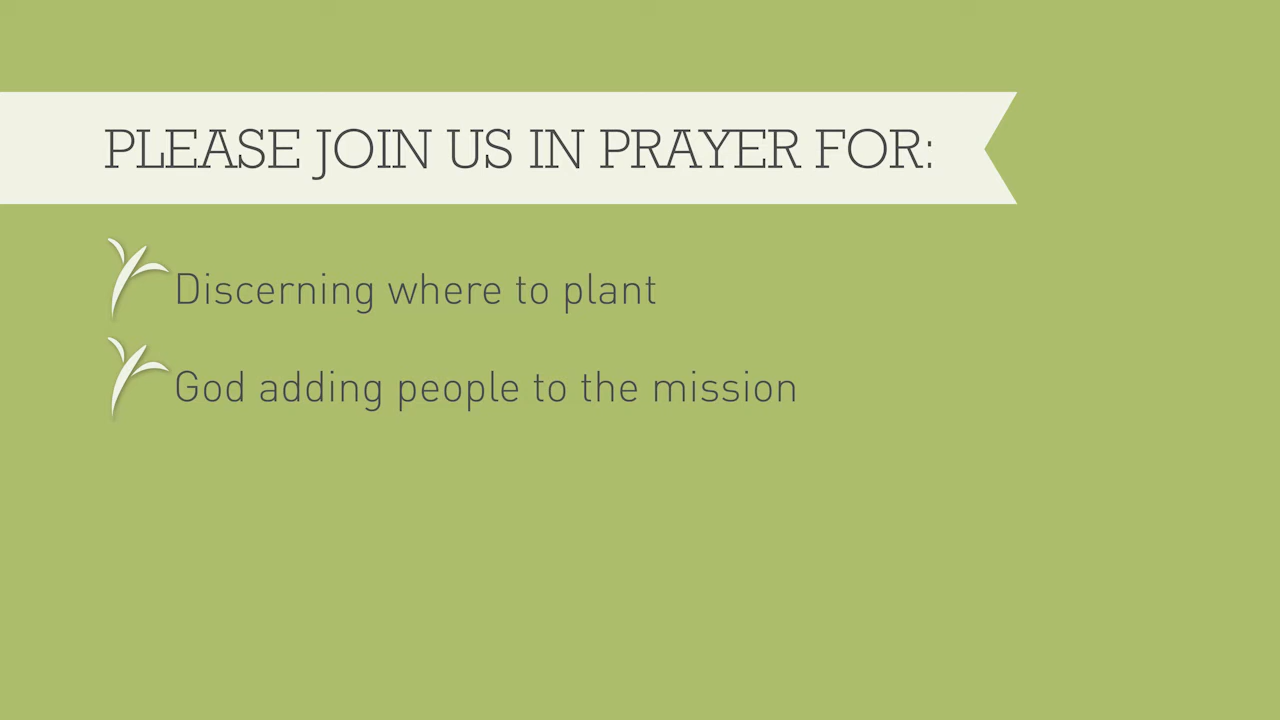 PLEASE JOIN US IN PRAYER FOR:
Discerning where to plant
God adding people to the mission